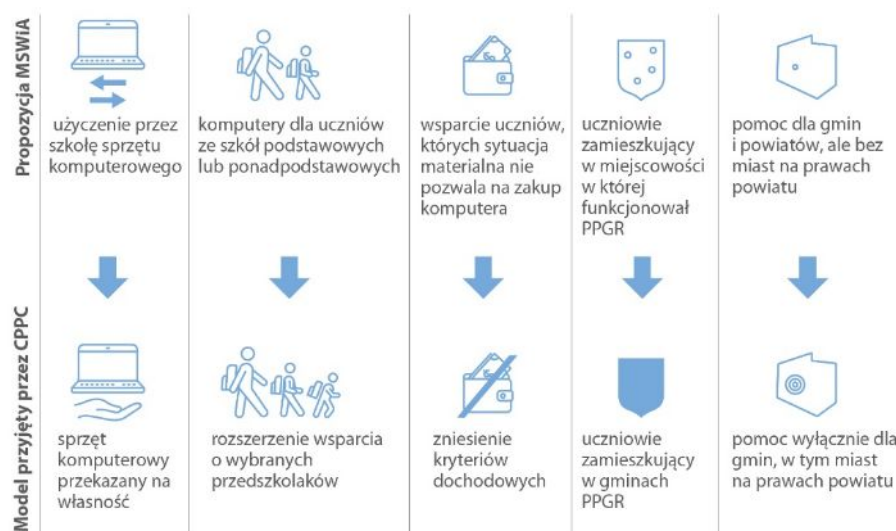 Propozycja MSWiA
użyczenie przez
szkołę sprzętu
komputerowego
komputery dla uczniów
ze szkół podstawowych
lub ponadpodstawowych
wsparcie uczniów,
których sytuacja
materialna nie
pozwala na zakup
komputera
uczniowie
zamieszkujący
w miejscowości
w której
funkcjonował
PPGR
pomoc dla gmin
i powiatów, ale bez
miast na prawach
powiatu
Model przyjęty przez CPPC
sprzęt
komputerowy
przekazany na
własność
rozszerzenie wsparcia
o wybranych
przedszkolaków
zniesienie
kryteriów
dochodowych
uczniowie
zamieszkujący
w gminach
PPGR
pomoc wyłącznie dla
gmin, w tym miast
na prawach powiatu